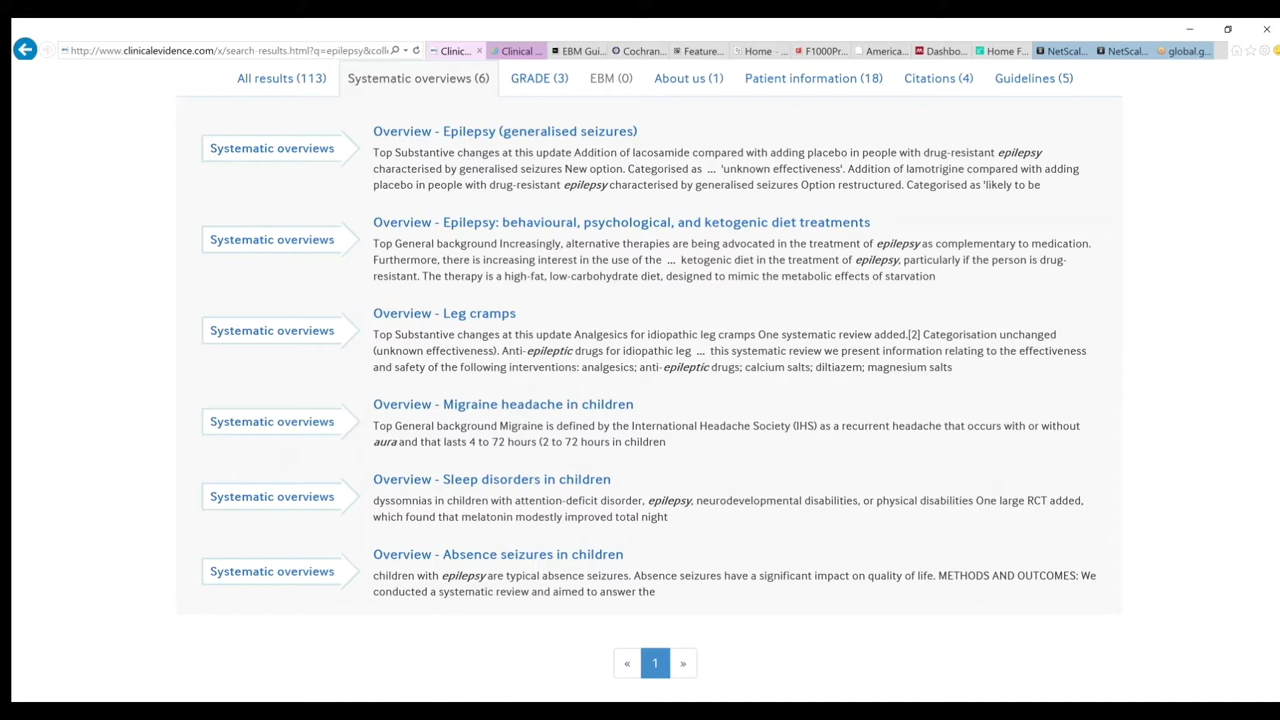 http://www.clinicalevidence.com/x/search-results.html?q=epilepsy&coll
Clinic...
Clinical ...
EBM Gui...
Cochran...
Feature...
Home - ...
F1000Pr...
America...
Dashbo...
Home F...
NetScal...
NetScal...
global.g...
All results (113)
Systematic overviews (6)
GRADE (3)
EBM (0)
About us (1)
Patient information (18)
Citations (4)
Guidelines (5)
Systematic overviews
Overview - Epilepsy (generalised seizures)
Top Substantive changes at this update Addition of lacosamide compared with adding placebo in people with drug-resistant epilepsy
characterised by generalised seizures New option. Categorised as ... 'unknown effectiveness'. Addition of lamotrigine compared with adding
placebo in people with drug-resistant epilepsy characterised by generalised seizures Option restructured. Categorised as 'likely to be
Systematic overviews
Overview - Epilepsy: behavioural, psychological, and ketogenic diet treatments
Top General background Increasingly, alternative therapies are being advocated in the treatment of epilepsy as complementary to medication.
Furthermore, there is increasing interest in the use of the ... ketogenic diet in the treatment of epilepsy, particularly if the person is drug-
resistant. The therapy is a high-fat, low-carbohydrate diet, designed to mimic the metabolic effects of starvation
Systematic overviews
Overview - Leg cramps
Top Substantive changes at this update Analgesics for idiopathic leg cramps One systematic review added.[2] Categorisation unchanged
(unknown effectiveness). Anti-epileptic drugs for idiopathic leg ... this systematic review we present information relating to the effectiveness
and safety of the following interventions: analgesics; anti-epileptic drugs; calcium salts; diltiazem; magnesium salts
Systematic overviews
Overview - Migraine headache in children
Top General background Migraine is defined by the International Headache Society (IHS) as a recurrent headache that occurs with or without
aura and that lasts 4 to 72 hours (2 to 72 hours in children
Systematic overviews
Overview - Sleep disorders in children
dyssomnias in children with attention-deficit disorder, epilepsy, neurodevelopmental disabilities, or physical disabilities One large RCT added,
which found that melatonin modestly improved total night
Systematic overviews
Overview - Absence seizures in children
children with epilepsy are typical absence seizures. Absence seizures have a significant impact on quality of life. METHODS AND OUTCOMES: We
conducted a systematic review and aimed to answer the
« 1 »